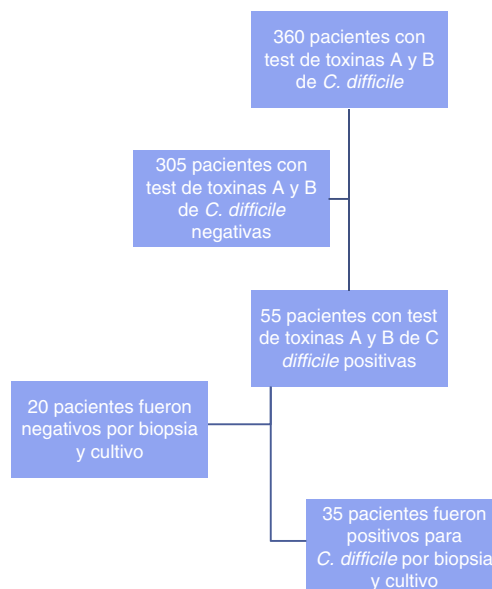 360 pacientes con
test de toxinas A y B
de C. difficile
305 pacientes con
test de toxinas A y B
de C. difficile
negativas
55 pacientes con test
de toxinas A y B de C
difficile positivas
20 pacientes fueron
negativos por biopsia
y cultivo
35 pacientes fueron
positivos para
C. difficile por biopsia
y cultivo